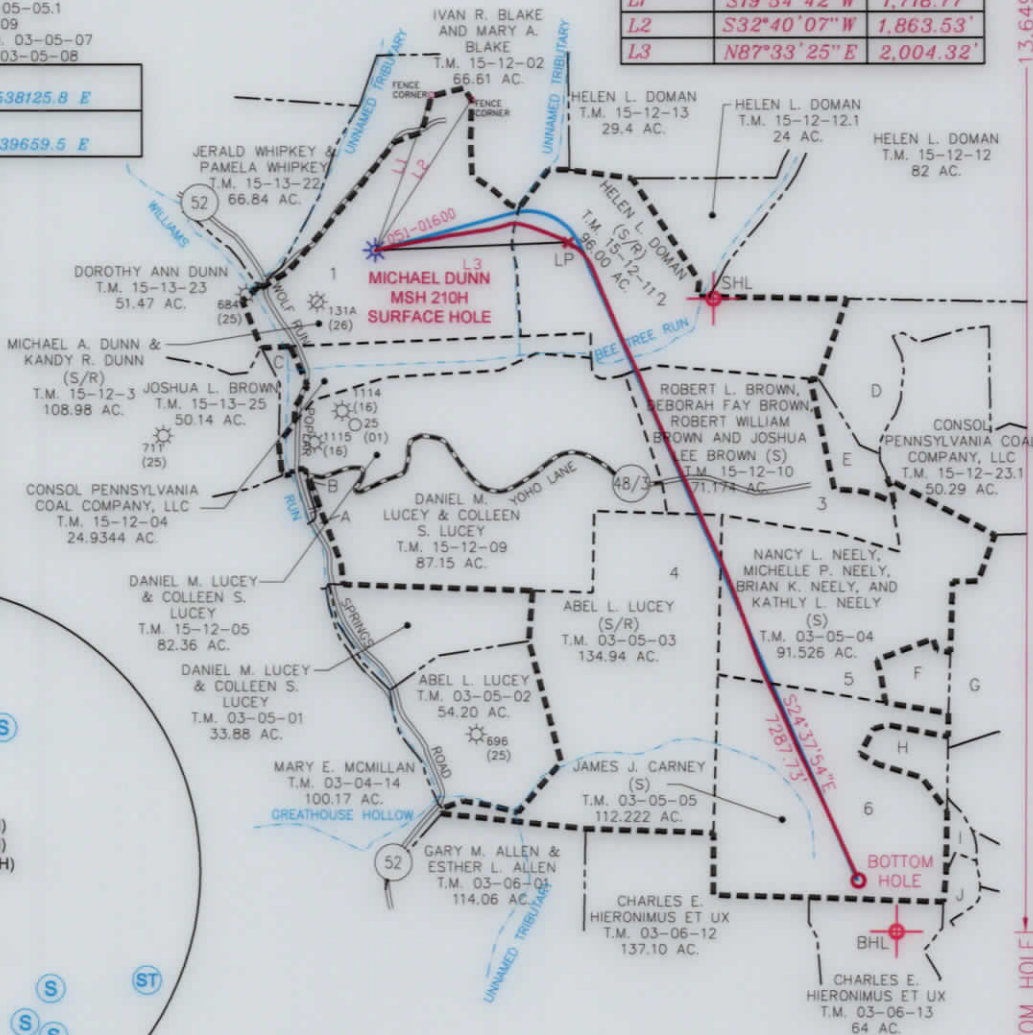 05-05.1
09
03-05-07
03-05-08
538125.8 E
39659.5 E
S19°54'42"W 1,718.77'
L2 S32°40'07"W 1,863.53'
L3 N87°33'25"E 2,004.32'
IVAN R. BLAKE
AND MARY A.
BLAKE
T.M. 15-12-02
66.61 AC.
UNNAMED TRIBUTARY
FENCE
CORNER
FENCE
CORNER
UNNAMED TRIBUTARY
HELEN L. DOMAN
T.M. 15-12-13
29.4 AC.
HELEN L. DOMAN
T.M. 15-12-12.1
24 AC.
HELEN L. DOMAN
T.M. 15-12-12
82 AC.
JERALD WHIPKEY &
PAMELA WHIPKEY
T.M. 15-13-22
66.84 AC.
L1
L2
52
WILLIAMS
051-01600
HELEN L. DOMAN
(S/R)
T.M. 15-12-11
96.00 AC.
L3
LP
1
2
SHL
MICHAEL DUNN
MSH 210H
SURFACE HOLE
DOROTHY ANN DUNN
T.M. 15-13-23
51.47 AC.
684
(25)
WOLF RUN
131A
(26)
BEE TREE RUN
MICHAEL A. DUNN &
KANDY R. DUNN
(S/R)
T.M. 15-12-3
108.98 AC.
C
JOSHUA L. BROWN
T.M. 15-13-25
50.14 AC.
711
(25)
1114
(16)
25
(01)
1115
(16)
ROBERT L. BROWN,
DEBORAH FAY BROWN,
ROBERT WILLIAM
BROWN AND JOSHUA
LEE BROWN (S)
T.M. 15-12-10
71.174 AC.
D
E
3
CONSOL
PENNSYLVANIA COAL
COMPANY, LLC
T.M. 15-12-23.1
50.29 AC.
CONSOL PENNSYLVANIA
COAL COMPANY, LLC
T.M. 15-12-04
24.9344 AC.
RUN
B
A
YOHO LANE
48/3
DANIEL M.
LUCEY & COLLEEN
S. LUCEY
T.M. 15-12-09
87.15 AC.
DANIEL M. LUCEY
& COLLEEN S.
LUCEY
T.M. 15-12-05
82.36 AC.
SPRINGS
4
ABEL L. LUCEY
(S/R)
T.M. 03-05-03
134.94 AC.
NANCY L. NEELY,
MICHELLE P. NEELY,
BRIAN K. NEELY, AND
KATHLY L. NEELY
(S)
T.M. 03-05-04
91.526 AC.
DANIEL M. LUCEY
& COLLEEN S.
LUCEY
T.M. 03-05-01
33.88 AC.
ABEL L. LUCEY
T.M. 03-05-02
54.20 AC.
696
(25)
5
F
G
H
S24°37'54"E
7287.73'
ROAD
MARY E. MCMILLAN
T.M. 03-04-14
100.17 AC.
GREATHOUSE HOLLOW
JAMES J. CARNEY
(S)
T.M. 03-05-05
112.222 AC.
6
I
J
BOTTOM
HOLE
52
GARY M. ALLEN &
ESTHER L. ALLEN
T.M. 03-06-01
114.06 AC.
UNNAMED TRIBUTARY
CHARLES E.
HIERONIMUS ET UX
T.M. 03-06-12
137.10 AC.
BHL
CHARLES E.
HIERONIMUS ET UX
T.M. 03-06-13
64 AC.
S
H)
S
ST
S
13,649
OM HOLE